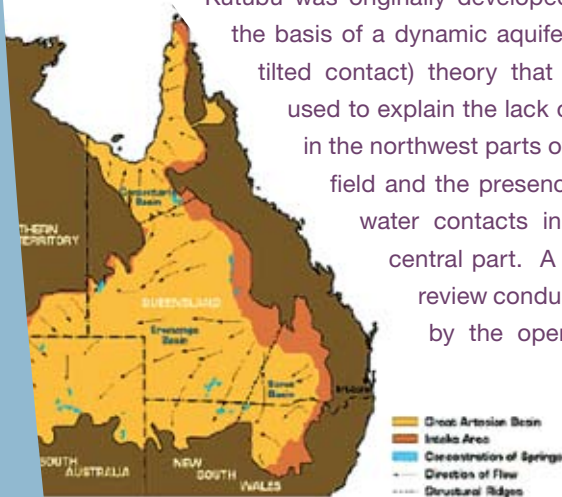 Kutubu was originally developed
the basis of a dynamic aquife
tilted contact) theory that
used to explain the lack o
in the northwest parts o
field and the presenc
water contacts in
central part. A
review condu
by the oper
Carpentaria
Basin
THERN
TERRITORY
QUEENSLAND
Eromanga
Basin
Surat
Basin
Brisbane
SOUTH
AUSTRALIA
NEW
SOUTH
WALES
Great Artesian Basin
Intake Area
Concentration of Springs
Direction of Flow
Structural Ridges